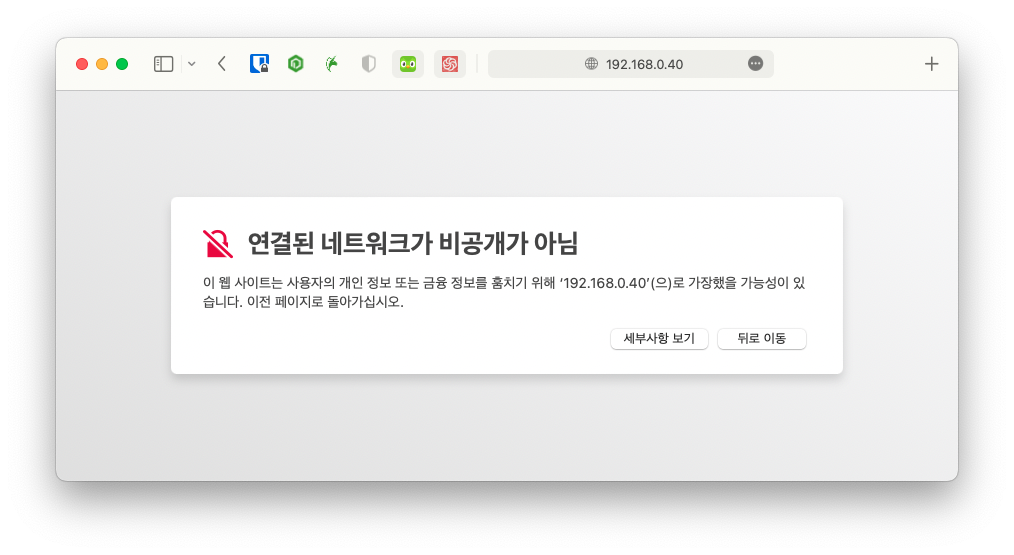 192.168.0.40
연결된 네트워크가 비공개가 아님
이 웹 사이트는 사용자의 개인 정보 또는 금융 정보를 훔치기 위해 ‘192.168.0.40’(으)로 가장했을 가능성이 있
습니다. 이전 페이지로 돌아가십시오.
세부사항 보기
뒤로 이동